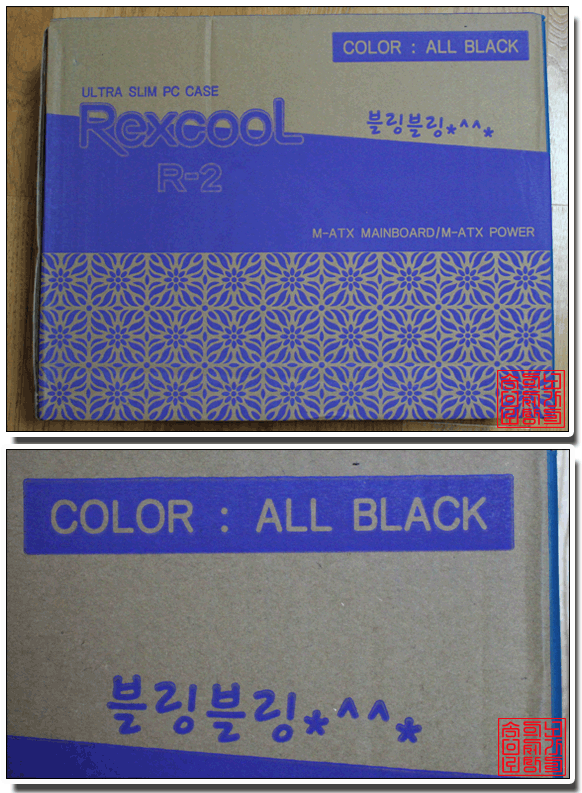 COLOR : ALL BLACK
ULTRA SLIM PC CASE
RexcooL
블링블링*^^*
R-2
M-ATX MAINBOARD/M-ATX POWER
COLOR : ALL BLACK
블링블링*^^*